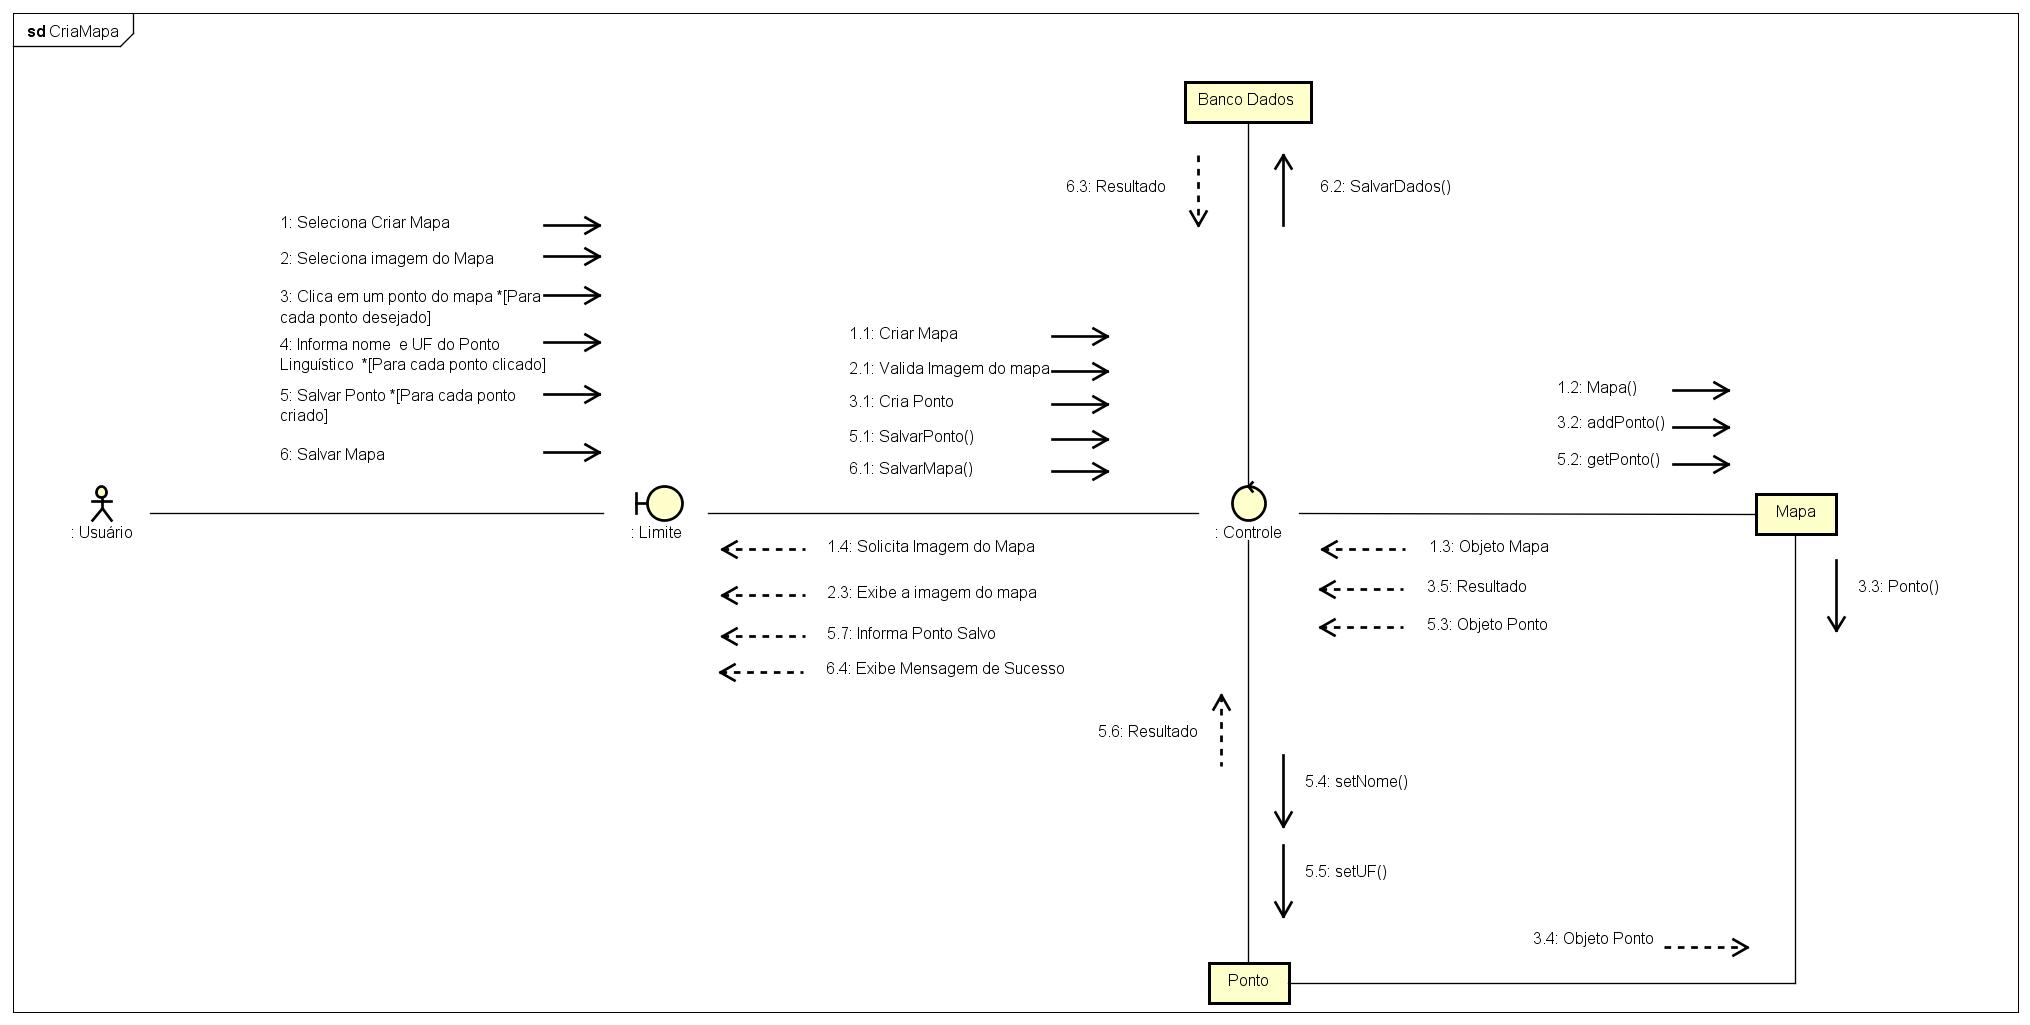 sd CriaMapa
Banco Dados
6.3: Resultado
6.2: SalvarDados()
1: Seleciona Criar Mapa
2: Seleciona imagem do Mapa
3: Clica em um ponto do mapa *[Para
cada ponto desejado]
4: Informa nome  e UF do Ponto
Linguístico  *[Para cada ponto clicado]
5: Salvar Ponto *[Para cada ponto
criado]
6: Salvar Mapa
1.1: Criar Mapa
2.1: Valida Imagem do mapa
3.1: Cria Ponto
5.1: SalvarPonto()
6.1: SalvarMapa()
1.2: Mapa()
3.2: addPonto()
5.2: getPonto()
: Usuário
: Limite
: Controle
Mapa
1.4: Solicita Imagem do Mapa
2.3: Exibe a imagem do mapa
5.7: Informa Ponto Salvo
6.4: Exibe Mensagem de Sucesso
1.3: Objeto Mapa
3.5: Resultado
5.3: Objeto Ponto
3.3: Ponto()
5.6: Resultado
5.4: setNome()
5.5: setUF()
3.4: Objeto Ponto
Ponto